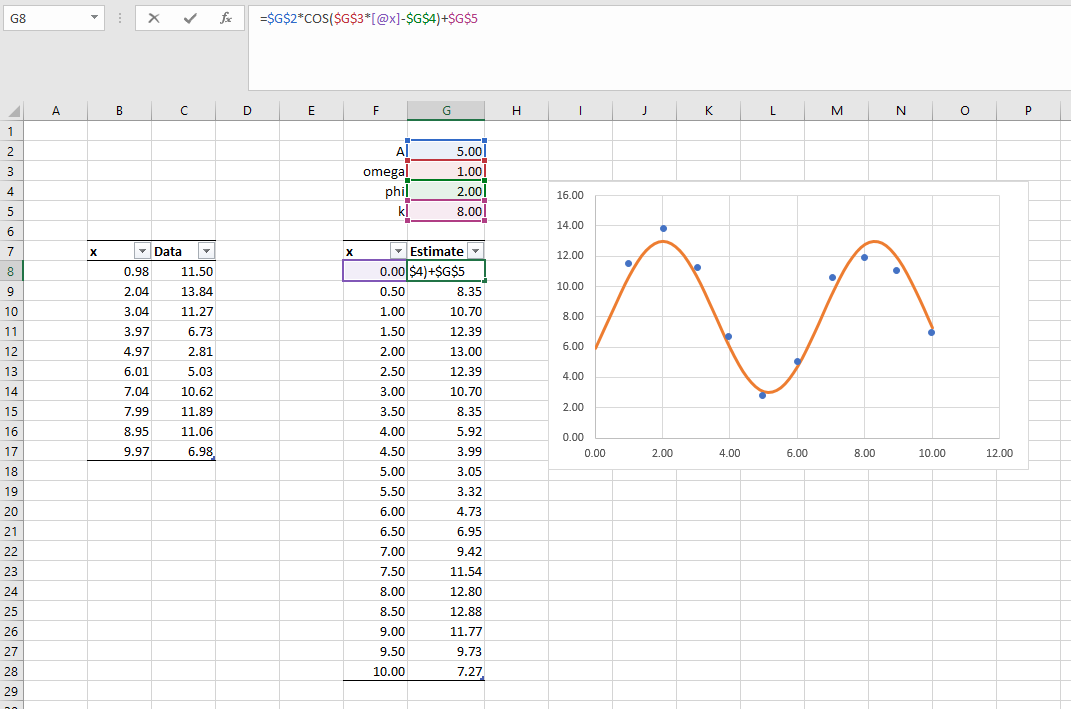 G8 fx =$G$2*COS($G$3*[@x]-$G$4)+$G$5
A B C D E F G H I J K L M N O P
1
2 A 5.00
3 omega 1.00
4 phi 2.00
5 k 8.00
6
7 x Data x Estimate
8 0.98 11.50 0.00 $4)+$G$5
9 2.04 13.84 0.50 8.35
10 3.04 11.27 1.00 10.70
11 3.97 6.73 1.50 12.39
12 4.97 2.81 2.00 13.00
13 6.01 5.03 2.50 12.39
14 7.04 10.62 3.00 10.70
15 7.99 11.89 3.50 8.35
16 8.95 11.06 4.00 5.92
17 9.97 6.98 4.50 3.99
18 5.00 3.05
19 5.50 3.32
20 6.00 4.73
21 6.50 6.95
22 7.00 9.42
23 7.50 11.54
24 8.00 12.80
25 8.50 12.88
26 9.00 11.77
27 9.50 9.73
28 10.00 7.27
29
16.00
14.00
12.00
10.00
8.00
6.00
4.00
2.00
0.00
0.00 2.00 4.00 6.00 8.00 10.00 12.00